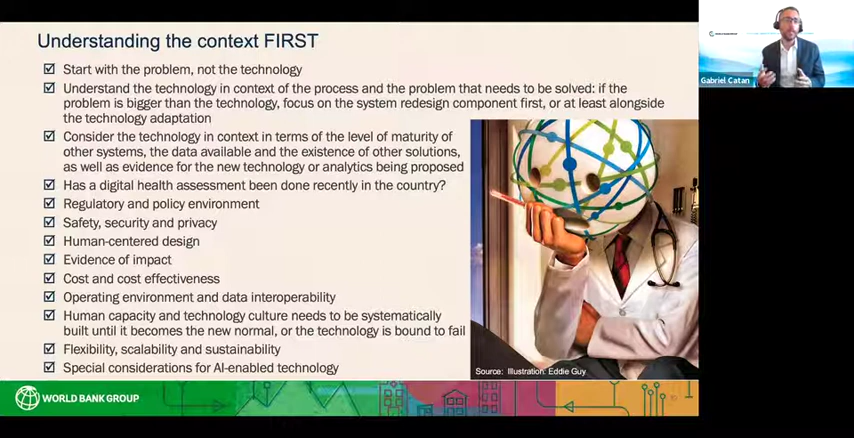 Understanding the context FIRST
Start with the problem, not the technology
Understand the technology in context of the process and the problem that needs to be solved: if the
problem is bigger than the technology, focus on the system redesign component first, or at least alongside
the technology adaptation
Consider the technology in context in terms of the level of maturity of
other systems, the data available and the existence of other solutions,
as well as evidence for the new technology or analytics being proposed
Has a digital health assessment been done recently in the country?
Regulatory and policy environment
Safety, security and privacy
Human-centered design
Evidence of impact
Cost and cost effectiveness
Operating environment and data interoperability
Human capacity and technology culture needs to be systematically
built until it becomes the new normal, or the technology is bound to fail
Flexibility, scalability and sustainability
Special considerations for AI-enabled technology
Source: Illustration: Eddie Guy
WORLD BANK GROUP
WORLD BANK GROUP
Gabriel Catan